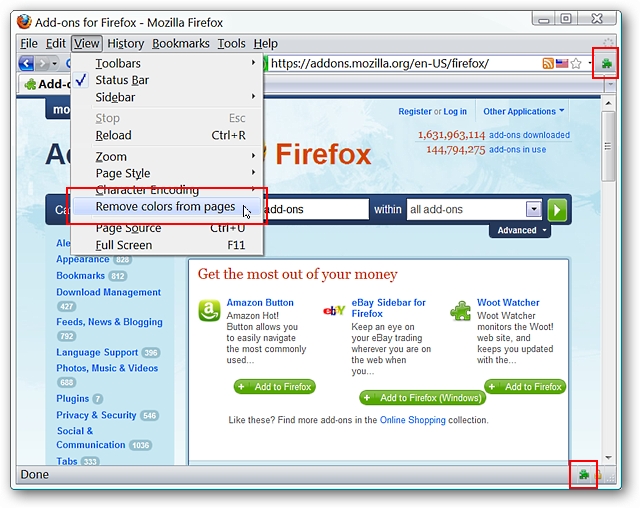 Add-ons for Firefox - Mozilla Firefox
File Edit View History Bookmarks Tools Help
https://addons.mozilla.org/en-US/firefox/
Add-o
Toolbars
Status Bar
Sidebar
Stop Esc
Reload Ctrl+R
Zoom
Page Style
Character Encoding
Remove colors from pages
Page Source Ctrl+U
Full Screen F11
mo
Register or Log in Other Applications
1,631,963,114 add-ons downloaded
144,794,275 add-ons in use
Ad Firefox
Ca add-ons within all add-ons
Advanced
Ale
Appearance 828
Bookmarks 812
Download Management
427
Feeds, News & Blogging
792
Language Support 396
Photos, Music & Videos
688
Plugins 7
Privacy & Security 546
Social &
Communication 1036
Tabs 333
Get the most out of your money
Amazon Button
Amazon Hot!
Button allows you
to easily navigate
the most commonly
used...
Add to Firefox
ebY
eBay Sidebar for
Firefox
Keep an eye on
your eBay trading
wherever you are on
the web when
you...
Add to Firefox (Windows)
Woot Watcher
Woot Watcher
monitors the Woot!
web site, and
keeps you updated
with the...
Add to Firefox
Like these? Find more add-ons in the Online Shopping collection.
Done